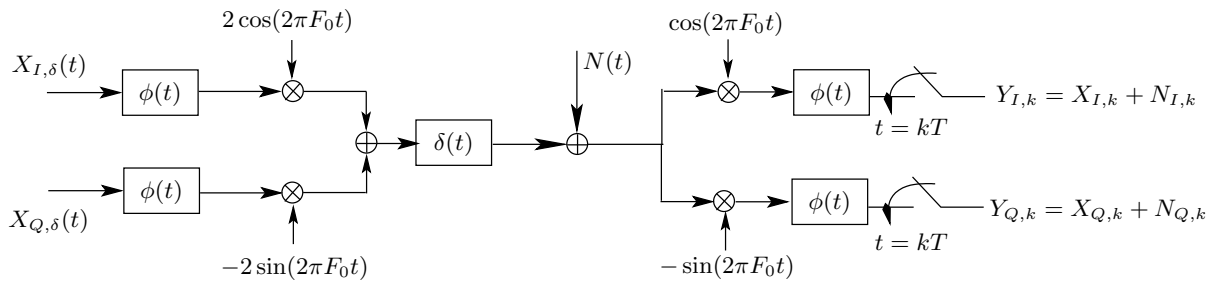 2 cos(2πF₀t)
cos(2πF₀t)
X_{I,δ}(t)
N(t)
ϕ(t)
ϕ(t)
Y_{I,k} = X_{I,k} + N_{I,k}
t = kT
δ(t)
ϕ(t)
ϕ(t)
Y_{Q,k} = X_{Q,k} + N_{Q,k}
X_{Q,δ}(t)
t = kT
−2 sin(2πF₀t)
− sin(2πF₀t)